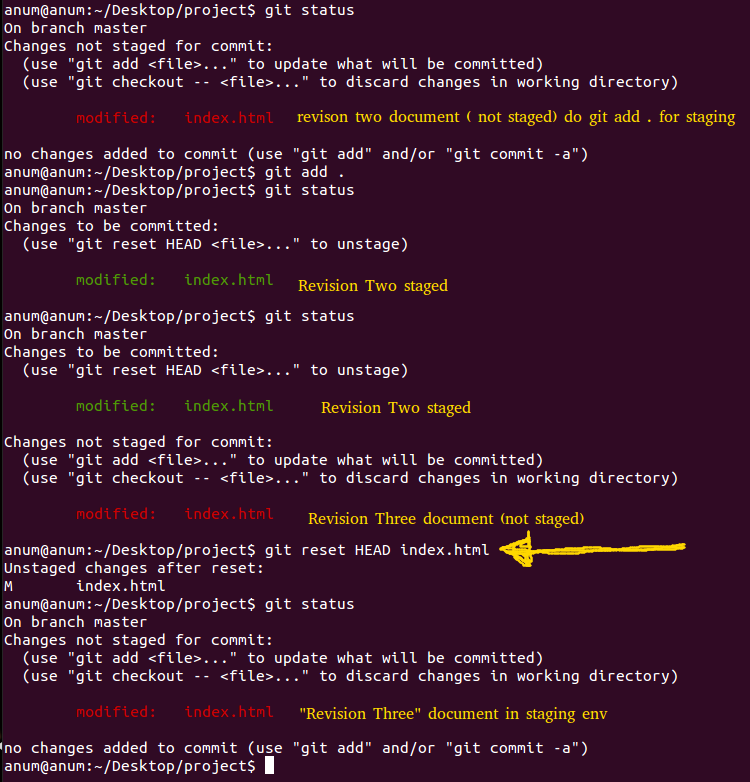 anum@anum:~/Desktop/project$ git status
On branch master
Changes not staged for commit:
  (use "git add <file>..." to update what will be committed)
  (use "git checkout -- <file>..." to discard changes in working directory)
        modified:   index.html   revison two document ( not staged) do git add . for staging
no changes added to commit (use "git add" and/or "git commit -a")
anum@anum:~/Desktop/project$ git add .
anum@anum:~/Desktop/project$ git status
On branch master
Changes to be committed:
  (use "git reset HEAD <file>..." to unstage)
        modified:   index.html   Revision Two staged
anum@anum:~/Desktop/project$ git status
On branch master
Changes to be committed:
  (use "git reset HEAD <file>..." to unstage)
        modified:   index.html   Revision Two staged
Changes not staged for commit:
  (use "git add <file>..." to update what will be committed)
  (use "git checkout -- <file>..." to discard changes in working directory)
        modified:   index.html   Revision Three document (not staged)
anum@anum:~/Desktop/project$ git reset HEAD index.html
Unstaged changes after reset:
M       index.html
anum@anum:~/Desktop/project$ git status
On branch master
Changes not staged for commit:
  (use "git add <file>..." to update what will be committed)
  (use "git checkout -- <file>..." to discard changes in working directory)
        modified:   index.html   "Revision Three" document in staging env
no changes added to commit (use "git add" and/or "git commit -a")
anum@anum:~/Desktop/project$